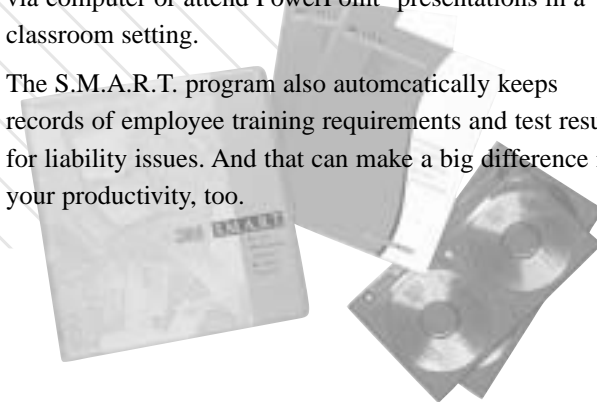 via computer or attend PowerPoint presentations in a
classroom setting.
The S.M.A.R.T. program also automcatically keeps
records of employee training requirements and test resu
for liability issues. And that can make a big difference
your productivity, too.
3M S.M.A.R.T.